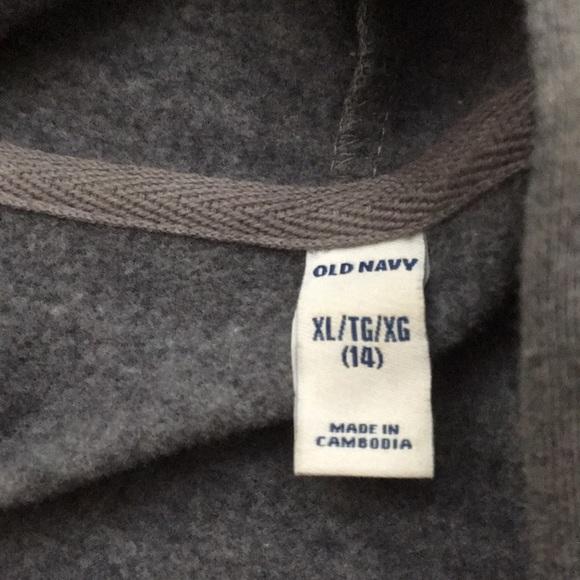 OLD NAVY
XL/TG/XG
(14)
MADE IN
CAMBODIA